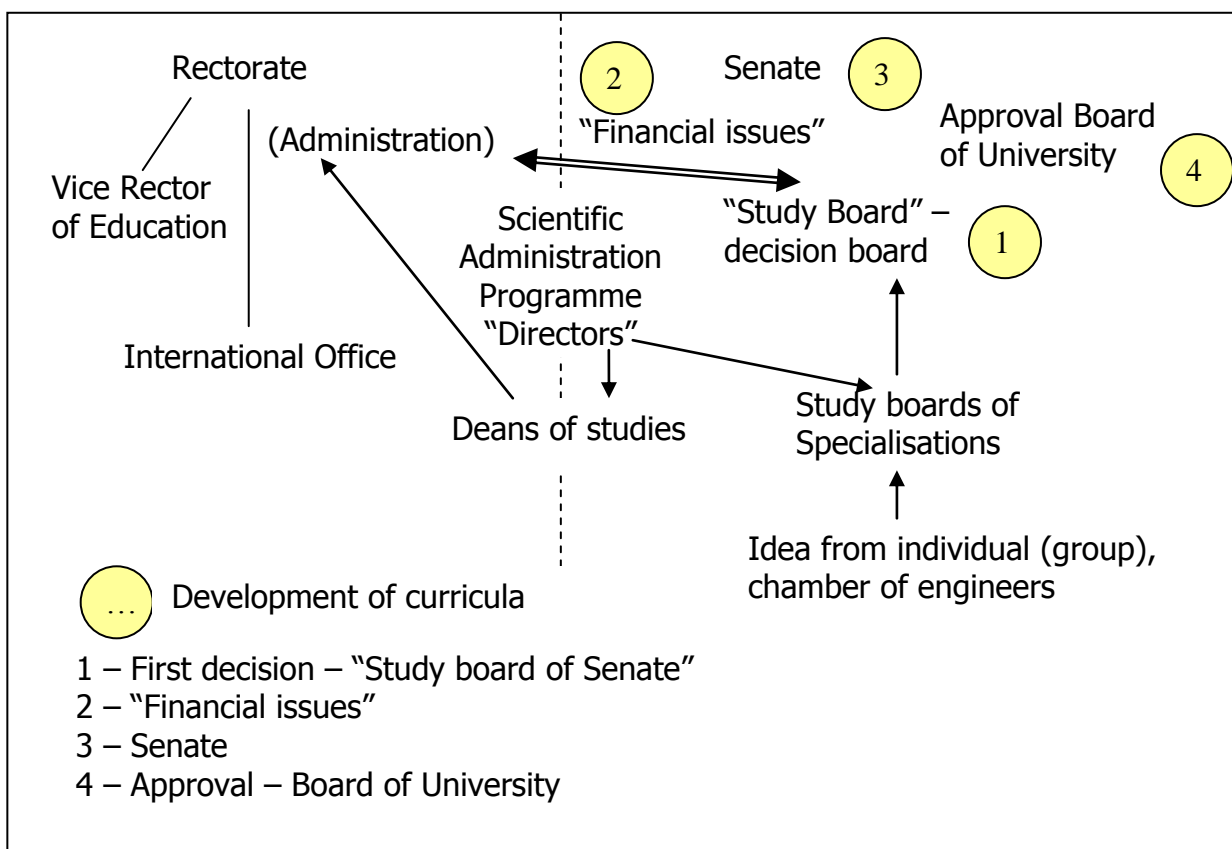 Rectorate
2
Senate
3
(Administration)
“Financial issues”
Approval Board
of University
4
Vice Rector
of Education
Scientific
Administration
Programme
“Directors”
“Study Board” –
decision board
1
International Office
Deans of studies
Study boards of
Specialisations
Idea from individual (group),
chamber of engineers
… Development of curricula
1 – First decision – “Study board of Senate”
2 – “Financial issues”
3 – Senate
4 – Approval – Board of University